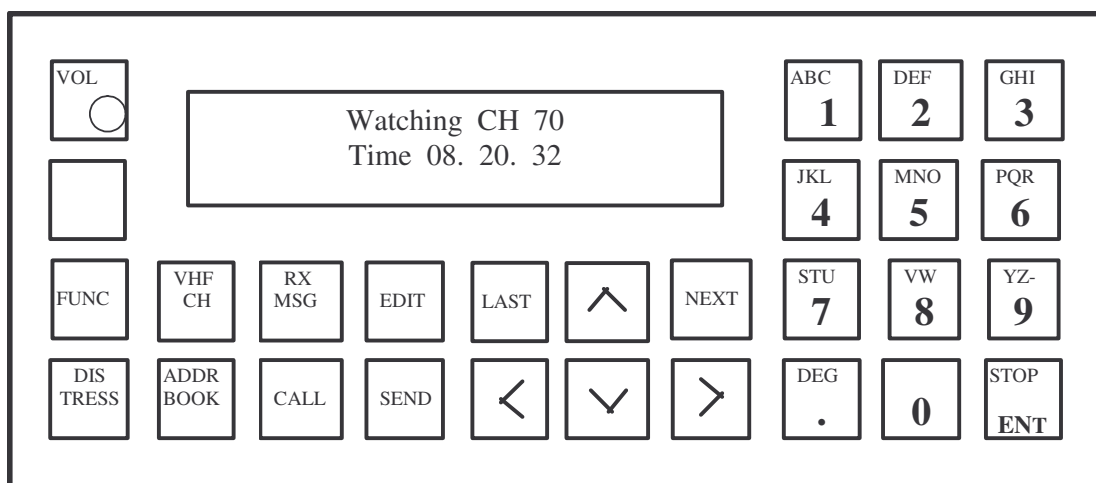 VOL
Watching CH 70
Time 08. 20. 32
ABC
1
DEF
2
GHI
3
JKL
4
MNO
5
PQR
6
FUNC
VHF
CH
RX
MSG
EDIT
LAST
NEXT
STU
7
VW
8
YZ-
9
DIS
TRESS
ADDR
BOOK
CALL
SEND
DEG
.
0
STOP
ENT